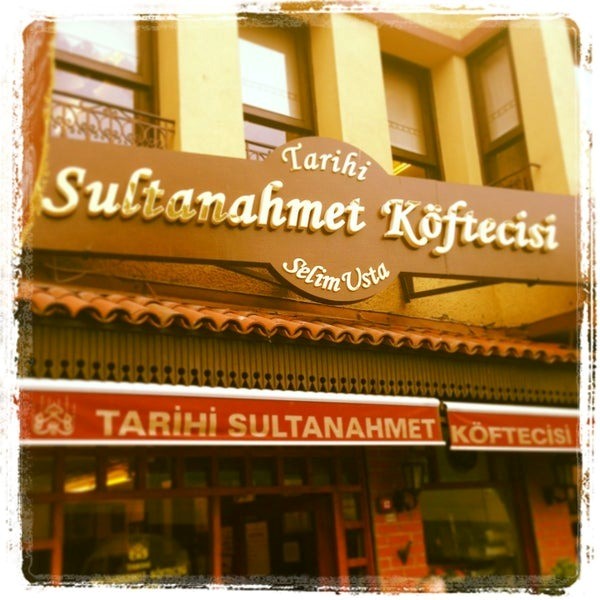 Tarihi
Sultanahmet Köftecisi
Selim Usta
TARİHİ SULTANAHMET KÖFTECİSİ